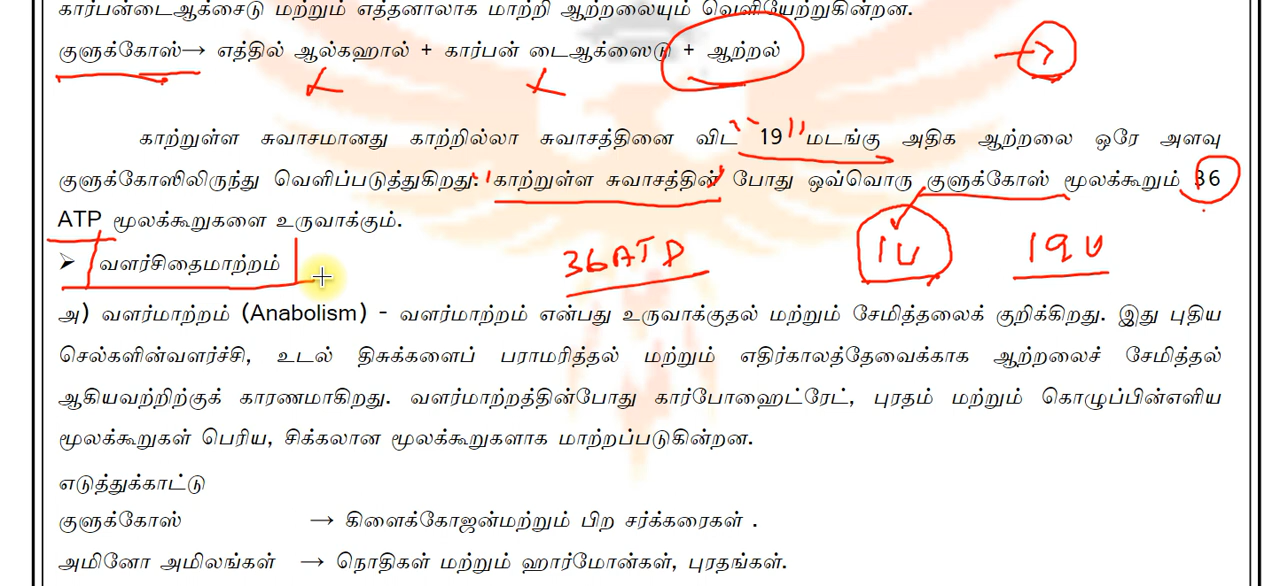 கார்பன்டைஆக்சைடு மற்றும் எத்தனாலாக மாற்றி ஆற்றலையும் வெளியேற்றுகின்றன.
குளுக்கோஸ்→ எத்தில் ஆல்கஹால் + கார்பன் டைஆக்ஸைடு + ஆற்றல்
காற்றுள்ள சுவாசமானது காற்றில்லா சுவாசத்தினை விட 19 மடங்கு அதிக ஆற்றலை ஒரே அளவு
குளுக்கோஸிலிருந்து வெளிப்படுத்துகிறது. காற்றுள்ள சுவாசத்தின் போது ஒவ்வொரு குளுக்கோஸ் மூலக்கூறும் 36
ATP மூலக்கூறுகளை உருவாக்கும்.
36ATP 1U 19U
➤ வளர்சிதைமாற்றம்
அ) வளர்மாற்றம் (Anabolism) - வளர்மாற்றம் என்பது உருவாக்குதல் மற்றும் சேமித்தலைக் குறிக்கிறது. இது புதிய
செல்களின்வளர்ச்சி, உடல் திசுக்களைப் பராமரித்தல் மற்றும் எதிர்காலத்தேவைக்காக ஆற்றலைச் சேமித்தல்
ஆகியவற்றிற்குக் காரணமாகிறது. வளர்மாற்றத்தின்போது கார்போஹைட்ரேட், புரதம் மற்றும் கொழுப்பின்எளிய
மூலக்கூறுகள் பெரிய, சிக்கலான மூலக்கூறுகளாக மாற்றப்படுகின்றன.
எடுத்துக்காட்டு
குளுக்கோஸ் → கிளைக்கோஜன்மற்றும் பிற சர்க்கரைகள் .
அமினோ அமிலங்கள் → நொதிகள் மற்றும் ஹார்மோன்கள், புரதங்கள்.